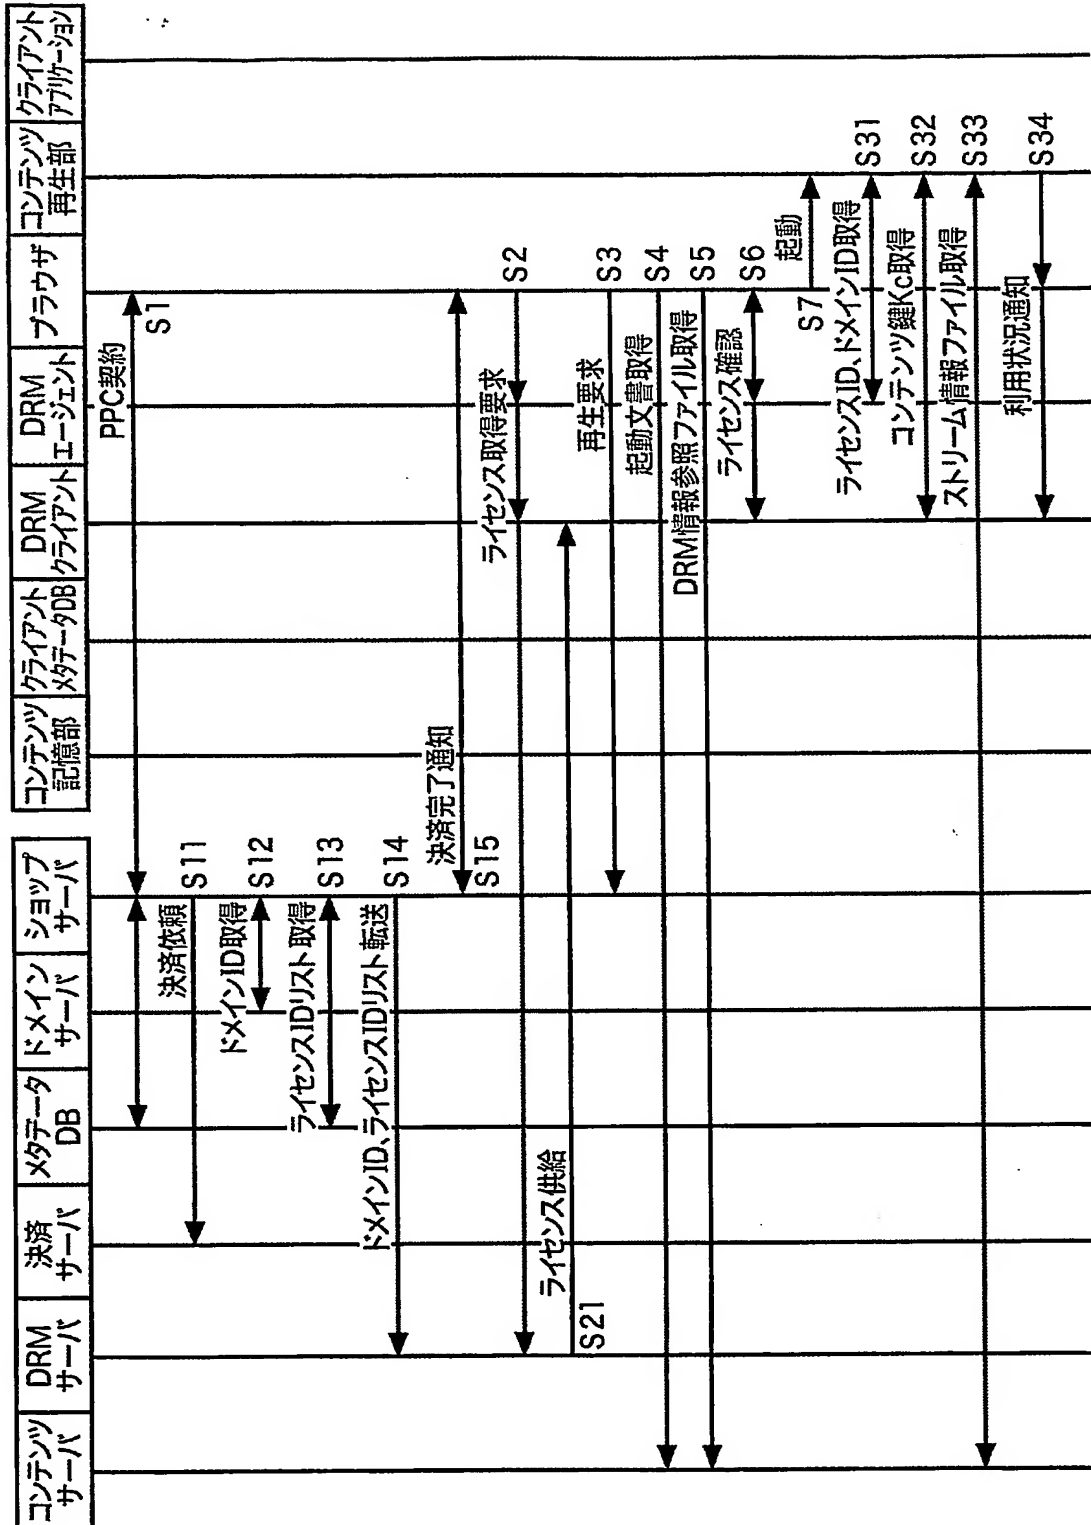 コンテンツ
サーバ
DRM
サーバ
決済
サーバ
メタデータ
DB
ドメイン
サーバ
ショップ
サーバ
コンテンツ
記憶部
クライアント
メタデータDB
DRM
クライアント
DRM
エージェント
ブラウザ
コンテンツ
再生部
クライアント
アプリケーション
PPC契約
S1
決済依頼
S11
ドメインID取得
S12
ライセンスIDリスト取得
S13
ドメインID、ライセンスIDリスト転送
S14
決済完了通知
S15
ライセンス取得要求
S2
ライセンス供給
S21
再生要求
S3
起動文書取得
S4
DRM情報参照ファイル取得
S5
ライセンス確認
S6
起動
S7
ライセンスID、ドメインID取得
S31
コンテンツ鍵Kc取得
S32
ストリーム情報ファイル取得
S33
利用状況通知
S34